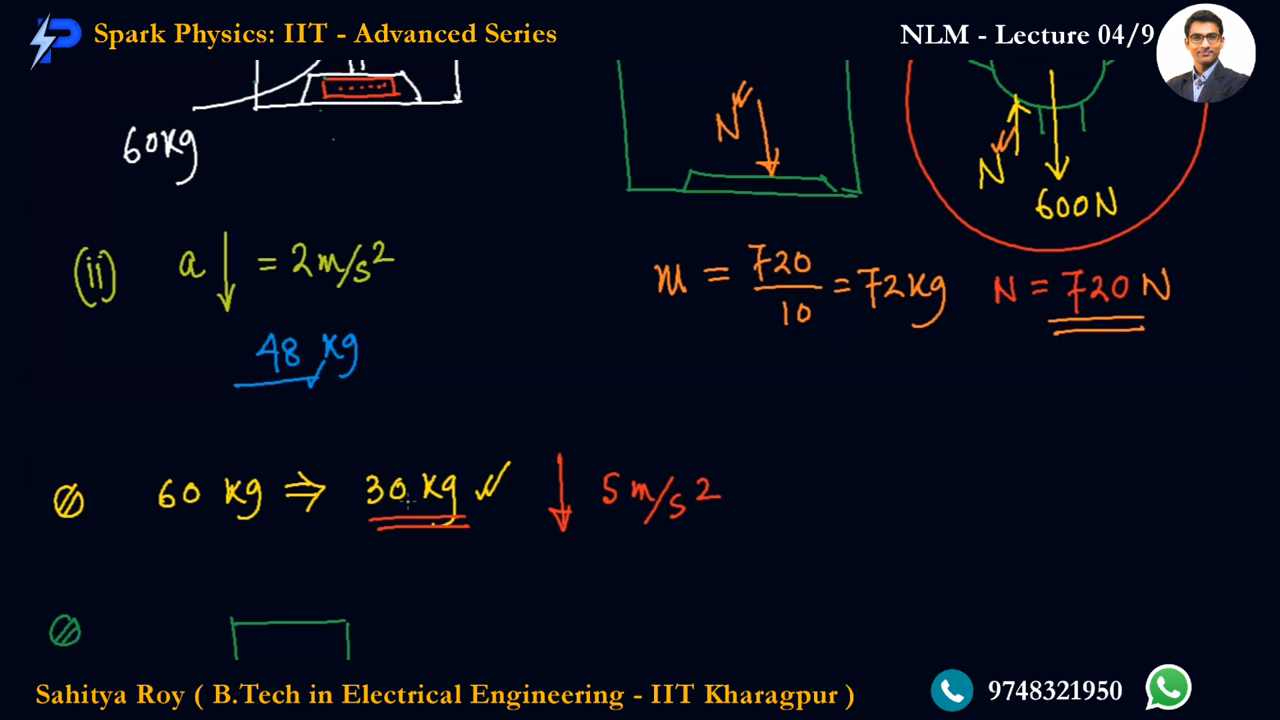 Spark Physics: IIT - Advanced Series
NLM - Lecture 04/9
60kg
N
N
600N
(ii) a ↓ = 2m/s²
m = 720/10 = 72kg
N = 720 N
48 kg
60 kg ⇒ 30 kg ✓ ↓ 5 m/s²
Sahitya Roy ( B.Tech in Electrical Engineering - IIT Kharagpur )
9748321950